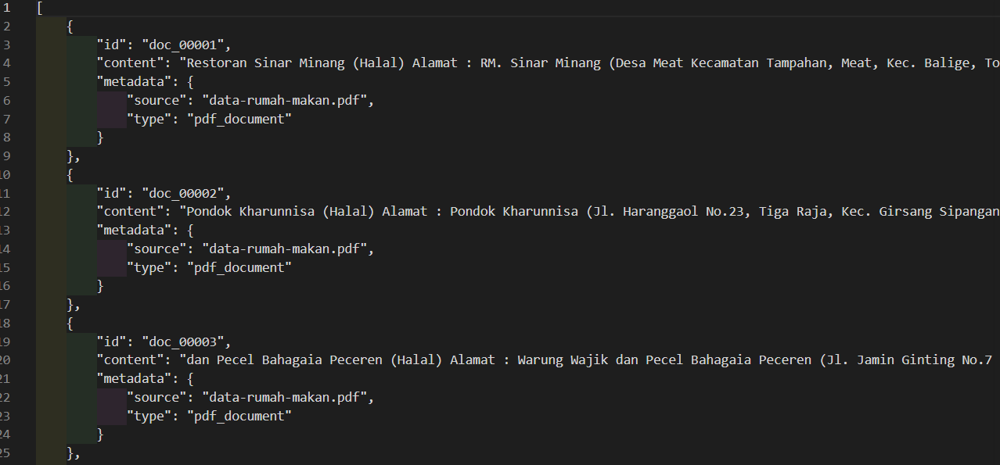 1 [
2 {
3 "id": "doc_00001",
4 "content": "Restoran Sinar Minang (Halal) Alamat : RM. Sinar Minang (Desa Meat Kecamatan Tampahan, Meat, Kec. Balige, To
5 "metadata": {
6 "source": "data-rumah-makan.pdf",
7 "type": "pdf_document"
8 }
9 },
10 {
11 "id": "doc_00002",
12 "content": "Pondok Kharunnisa (Halal) Alamat : Pondok Kharunnisa (Jl. Haranggaol No.23, Tiga Raja, Kec. Girsang Sipangan
13 "metadata": {
14 "source": "data-rumah-makan.pdf",
15 "type": "pdf_document"
16 }
17 },
18 {
19 "id": "doc_00003",
20 "content": "dan Pecel Bahagaia Peceren (Halal) Alamat : Warung Wajik dan Pecel Bahagaia Peceren (Jl. Jamin Ginting No.7
21 "metadata": {
22 "source": "data-rumah-makan.pdf",
23 "type": "pdf_document"
24 }
25 },